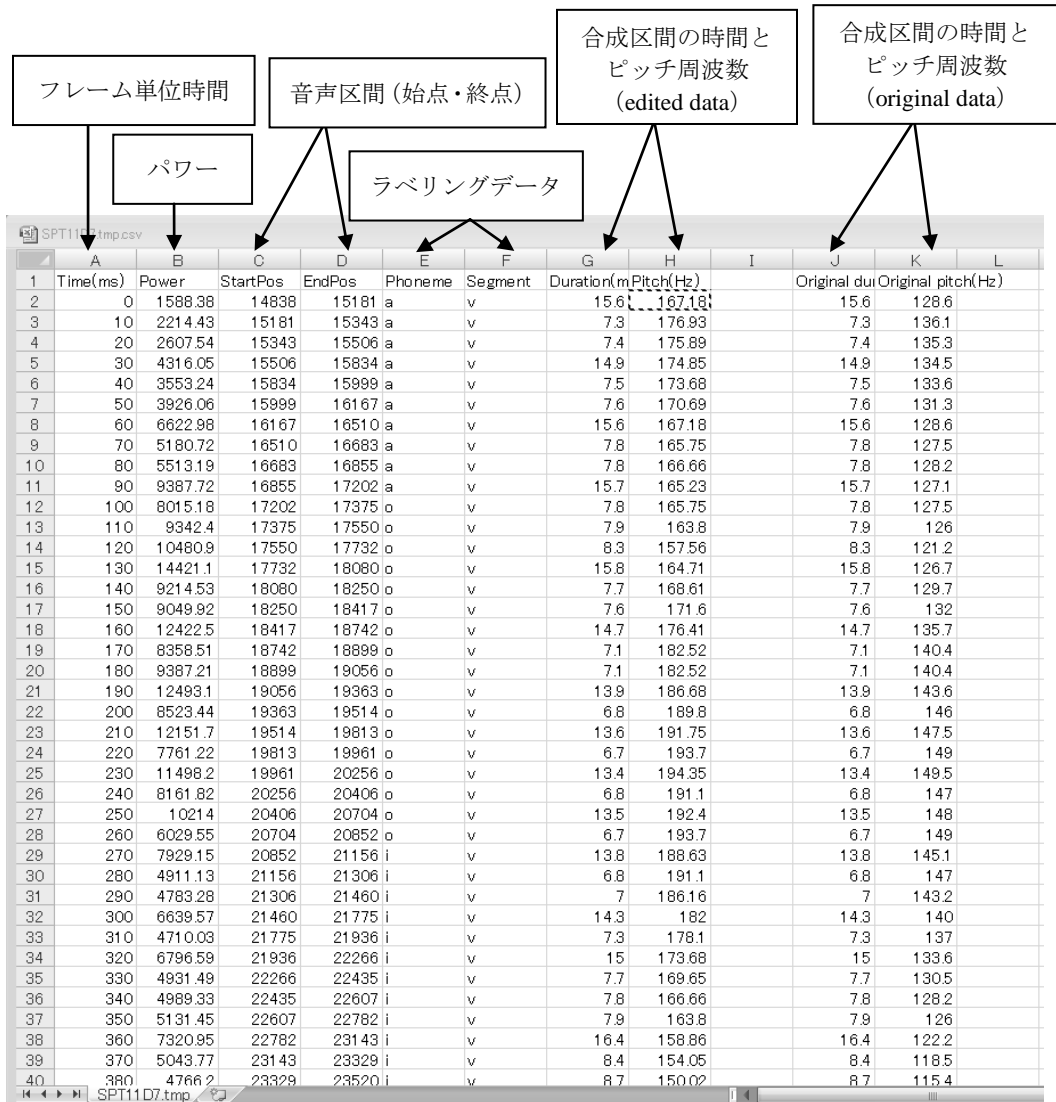 合成区間の時間と
ピッチ周波数
（edited data）
合成区間の時間と
ピッチ周波数
（original data）
フレーム単位時間
音声区間（始点・終点）
パワー
ラベリングデータ
SPT11D7.tmp.csv
A B C D E F G H I J K L
1 Time(ms) Power StartPos EndPos Phoneme Segment Duration(m Pitch(Hz) Original dur Original pitch(Hz)
2 0 1588.38 14838 15181 a v 15.6 167.18 15.6 128.6
3 10 2214.43 15181 15343 a v 7.3 176.93 7.3 136.1
4 20 2607.54 15343 15506 a v 7.4 175.89 7.4 135.3
5 30 4316.05 15506 15834 a v 14.9 174.85 14.9 134.5
6 40 3553.24 15834 15999 a v 7.5 173.68 7.5 133.6
7 50 3926.06 15999 16167 a v 7.6 170.69 7.6 131.3
8 60 6622.98 16167 16510 a v 15.6 167.18 15.6 128.6
9 70 5180.72 16510 16683 a v 7.8 165.75 7.8 127.5
10 80 5513.19 16683 16855 a v 7.8 166.66 7.8 128.2
11 90 9387.72 16855 17202 a v 15.7 165.23 15.7 127.1
12 100 8015.18 17202 17375 o v 7.8 165.75 7.8 127.5
13 110 9342.4 17375 17550 o v 7.9 163.8 7.9 126
14 120 10480.9 17550 17732 o v 8.3 157.56 8.3 121.2
15 130 14421.1 17732 18080 o v 15.8 164.71 15.8 126.7
16 140 9214.53 18080 18250 o v 7.7 168.61 7.7 129.7
17 150 9049.92 18250 18417 o v 7.6 171.6 7.6 132
18 160 12422.5 18417 18742 o v 14.7 176.41 14.7 135.7
19 170 8358.51 18742 18899 o v 7.1 182.52 7.1 140.4
20 180 9387.21 18899 19056 o v 7.1 182.52 7.1 140.4
21 190 12493.1 19056 19363 o v 13.9 186.68 13.9 143.6
22 200 8523.44 19363 19514 o v 6.8 189.8 6.8 146
23 210 12151.7 19514 19813 o v 13.6 191.75 13.6 147.5
24 220 7761.22 19813 19961 o v 6.7 193.7 6.7 149
25 230 11498.2 19961 20256 o v 13.4 194.35 13.4 149.5
26 240 8161.82 20256 20406 o v 6.8 191.1 6.8 147
27 250 10214 20406 20704 o v 13.5 192.4 13.5 148
28 260 6029.55 20704 20852 o v 6.7 193.7 6.7 149
29 270 7929.15 20852 21156 i v 13.8 188.63 13.8 145.1
30 280 4911.13 21156 21306 i v 6.8 191.1 6.8 147
31 290 4783.28 21306 21460 i v 7 186.16 7 143.2
32 300 6639.57 21460 21775 i v 14.3 182 14.3 140
33 310 4710.03 21775 21936 i v 7.3 178.1 7.3 137
34 320 6796.59 21936 22266 i v 15 173.68 15 133.6
35 330 4931.49 22266 22435 i v 7.7 169.65 7.7 130.5
36 340 4989.33 22435 22607 i v 7.8 166.66 7.8 128.2
37 350 5131.45 22607 22782 i v 7.9 163.8 7.9 126
38 360 7320.95 22782 23143 i v 16.4 158.86 16.4 122.2
39 370 5043.77 23143 23329 i v 8.4 154.05 8.4 118.5
40 380 4766.2 23329 23520 i v 8.7 150.02 8.7 115.4
SPT11D7.tmp